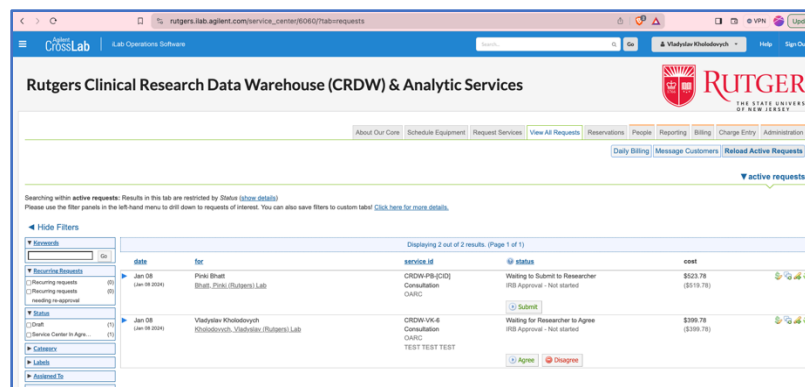 rutgers.ilab.agilent.com/service_center/6060/?tab=requests
VPN
Agilent
CrossLab
iLab Operations Software
Search...
Go
Vladyslav Kholodovych
Help
Sign Ou
Rutgers Clinical Research Data Warehouse (CRDW) & Analytic Services
RUTGER
THE STATE UNIVERS
OF NEW JERSEY
About Our Core
Schedule Equipment
Request Services
View All Requests
Reservations
People
Reporting
Billing
Charge Entry
Administration
Daily Billing
Message Customers
Reload Active Requests
▼active requests
Searching within active requests: Results in this tab are restricted by Status (show details)
Please use the filter panels in the left-hand menu to drill down to requests of interest. You can also save filters to custom tabs! Click here for more details.
◄ Hide Filters
▼ Keywords
Go
▼ Recurring Requests
Recurring requests (0)
Recurring requests (0)
needing re-approval
▼ Status
Draft (1)
Service Center In Agre... (1)
► Category
► Labels
► Assigned To
Displaying 2 out of 2 results. (Page 1 of 1)
date for service id status cost
Jan 08 Pinki Bhatt CRDW-PB-[CID] Waiting to Submit to Researcher $523.78
(Jan 08 2024) Bhatt, Pinki (Rutgers) Lab Consultation IRB Approval - Not started ($519.78)
OARC
Submit
Jan 08 Vladyslav Kholodovych CRDW-VK-6 Waiting for Researcher to Agree $399.78
(Jan 08 2024) Kholodovych, Vladyslav (Rutgers) Lab Consultation IRB Approval - Not started ($399.78)
OARC
TEST TEST TEST
Agree Disagree